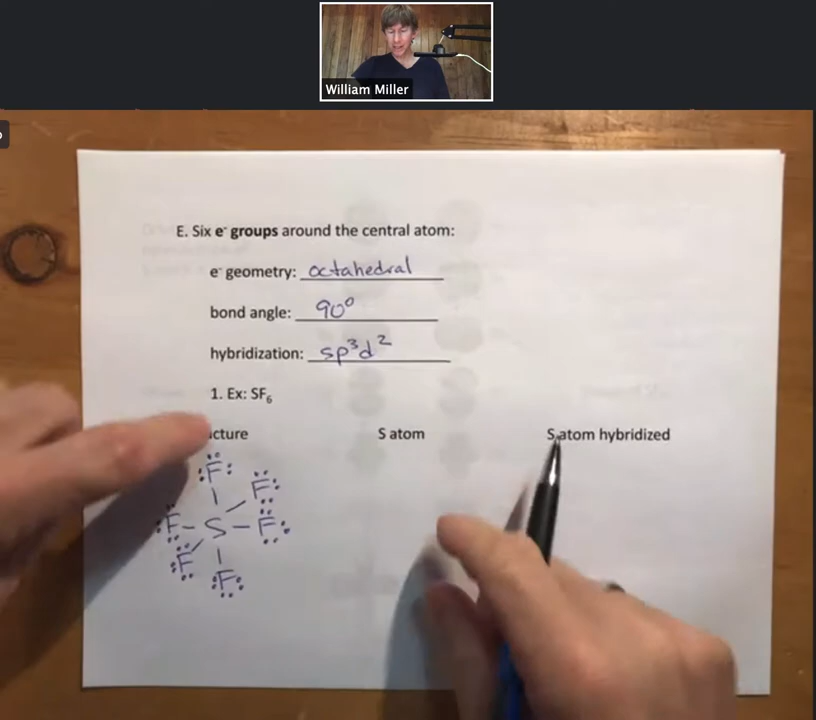 William Miller
E. Six e⁻ groups around the central atom:
e⁻ geometry: octahedral
bond angle: 90°
hybridization: sp³d²
1. Ex: SF₆
cture S atom S atom hybridized
F
F
F - S - F
F
F